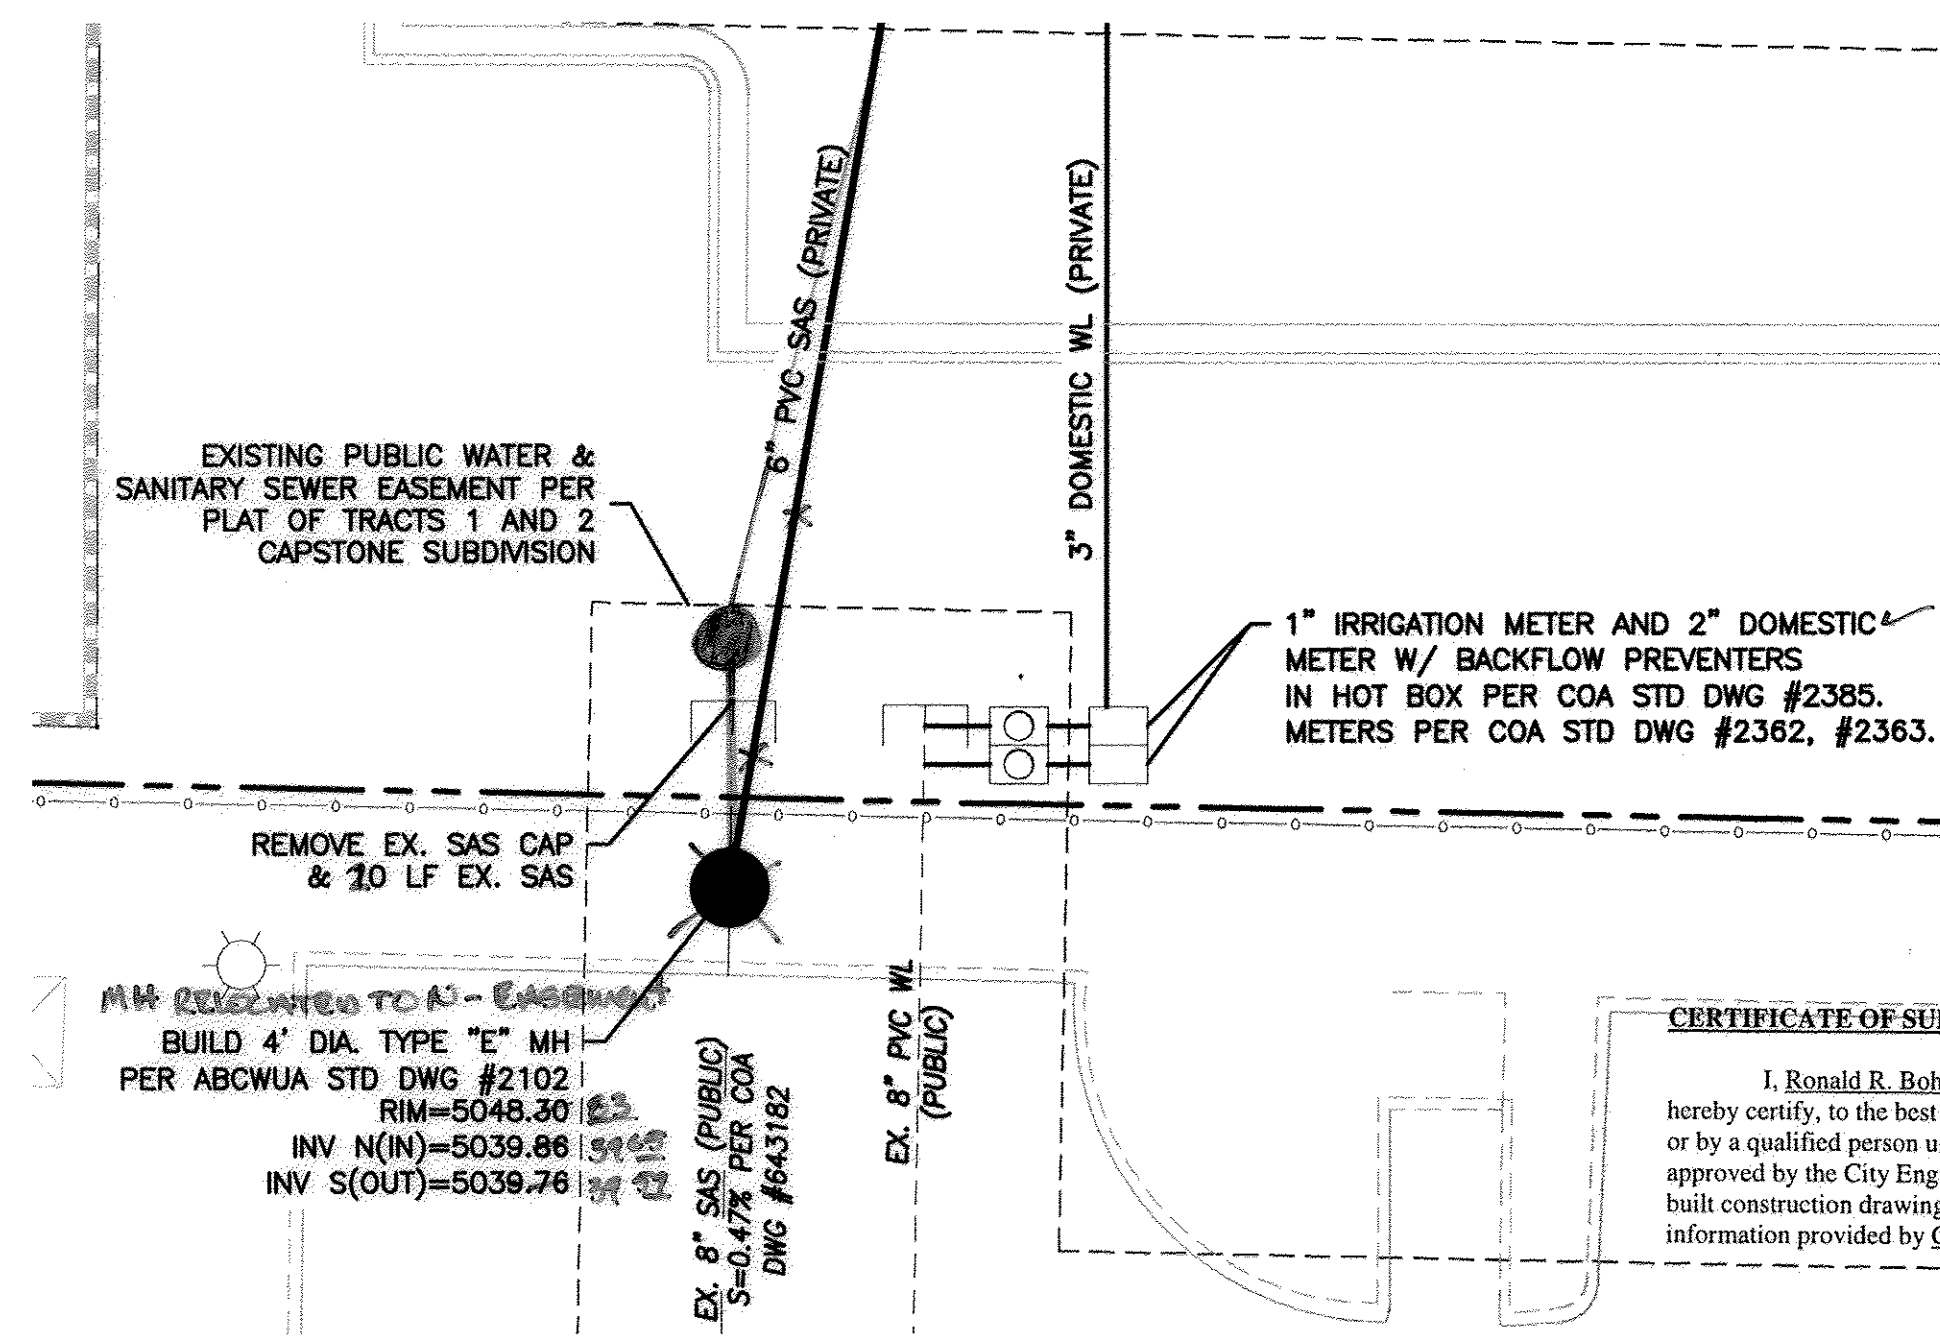 6" PVC SAS (PRIVATE)
3" DOMESTIC WL (PRIVATE)
EXISTING PUBLIC WATER &
SANITARY SEWER EASEMENT PER
PLAT OF TRACTS 1 AND 2
CAPSTONE SUBDIVISION
1" IRRIGATION METER AND 2" DOMESTIC
METER W/ BACKFLOW PREVENTERS
IN HOT BOX PER COA STD DWG #2385.
METERS PER COA STD DWG #2362, #2363.
REMOVE EX. SAS CAP
& LF EX. SAS
MH RELOCATED TO N - EASEMENT
BUILD 4' DIA. TYPE "E" MH
PER ABCWUA STD DWG #2102
RIM=5048.30
INV N(IN)=5039.86
INV S(OUT)=5039.76
EX. 8" SAS (PUBLIC)
S=0.47% PER COA
DWG #643182
EX. 8" PVC WL
(PUBLIC)
CERTIFICATE OF
I, Ronald R.
hereby certify, to the best
or by a qualified person
approved by the City
built construction
information provided by